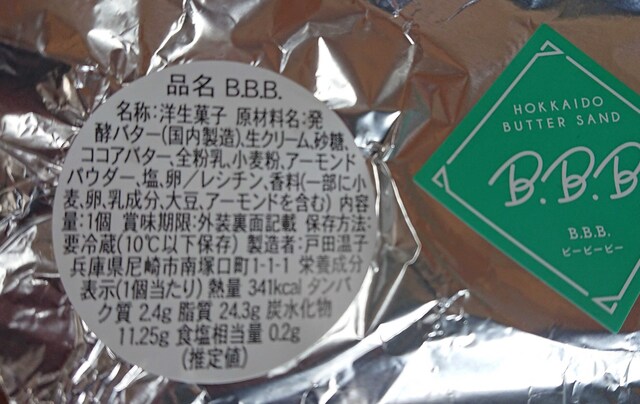 品名 B.B.B.
名称:洋生菓子 原材料名:発
酵バター(国内製造)、生クリーム、砂糖、
ココアバター、全粉乳、小麦粉、アーモンド
パウダー、塩、卵/レシチン、香料(一部に小
麦、卵、乳成分、大豆、アーモンドを含む) 内容
量:1個 賞味期限:外装裏面記載 保存方法:
要冷蔵(10℃以下保存) 製造者:戸田温子
兵庫県尼崎市南塚口町1-1-1 栄養成分
表示(1個当たり) 熱量 341kcal タンパ
ク質 2.4g 脂質 24.3g 炭水化物
11.25g 食塩相当量 0.2g
(推定値)
HOKKAIDO
BUTTER SAND
B.B.B
B.B.B.
ビービービー